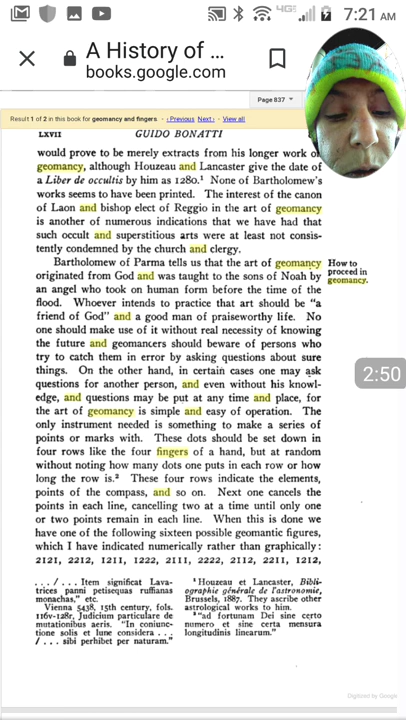 4G LTE 7:21 AM
A History of ...
books.google.com
Page 837
Result 1 of 2 in this book for geomancy and fingers - ‹ Previous Next › - View all
LXVII GUIDO BONATTI
would prove to be merely extracts from his longer work on
geomancy, although Houzeau and Lancaster give the date of
a Liber de occultis by him as 1280.¹ None of Bartholomew's
works seems to have been printed. The interest of the canon
of Laon and bishop elect of Reggio in the art of geomancy
is another of numerous indications that we have had that
such occult and superstitious arts were at least not consis-
tently condemned by the church and clergy.
Bartholomew of Parma tells us that the art of geomancy
originated from God and was taught to the sons of Noah by
an angel who took on human form before the time of the
flood. Whoever intends to practice that art should be "a
friend of God" and a good man of praiseworthy life. No
one should make use of it without real necessity of knowing
the future and geomancers should beware of persons who
try to catch them in error by asking questions about sure
things. On the other hand, in certain cases one may ask
questions for another person, and even without his knowl-
edge, and questions may be put at any time and place, for
the art of geomancy is simple and easy of operation. The
only instrument needed is something to make a series of
points or marks with. These dots should be set down in
four rows like the four fingers of a hand, but at random
without noting how many dots one puts in each row or how
long the row is.² These four rows indicate the elements,
points of the compass, and so on. Next one cancels the
points in each line, cancelling two at a time until only one
or two points remain in each line. When this is done we
have one of the following sixteen possible geomantic figures,
which I have indicated numerically rather than graphically:
2121, 2212, 1211, 1222, 2111, 2222, 2112, 2211, 1212,
How to
proceed in
geomancy.
2:50
. . . / . . . Item significat Lava-
trices panni petisequas ruffianas
monachas," etc.
Vienna 5438, 15th century, fols.
116v-128r, Judicium particulare de
mutationibus aeris. "In coniunc-
tione solis et lune considera . . .
/ . . . sibi perhibet per naturam."
¹ Houzeau et Lancaster, Bibli-
ographie générale de l'astronomie,
Brussels, 1887. They ascribe other
astrological works to him.
² "ad fortunam Dei sine certo
numero et sine certa mensura
longitudinis linearum."
Digitized by Google